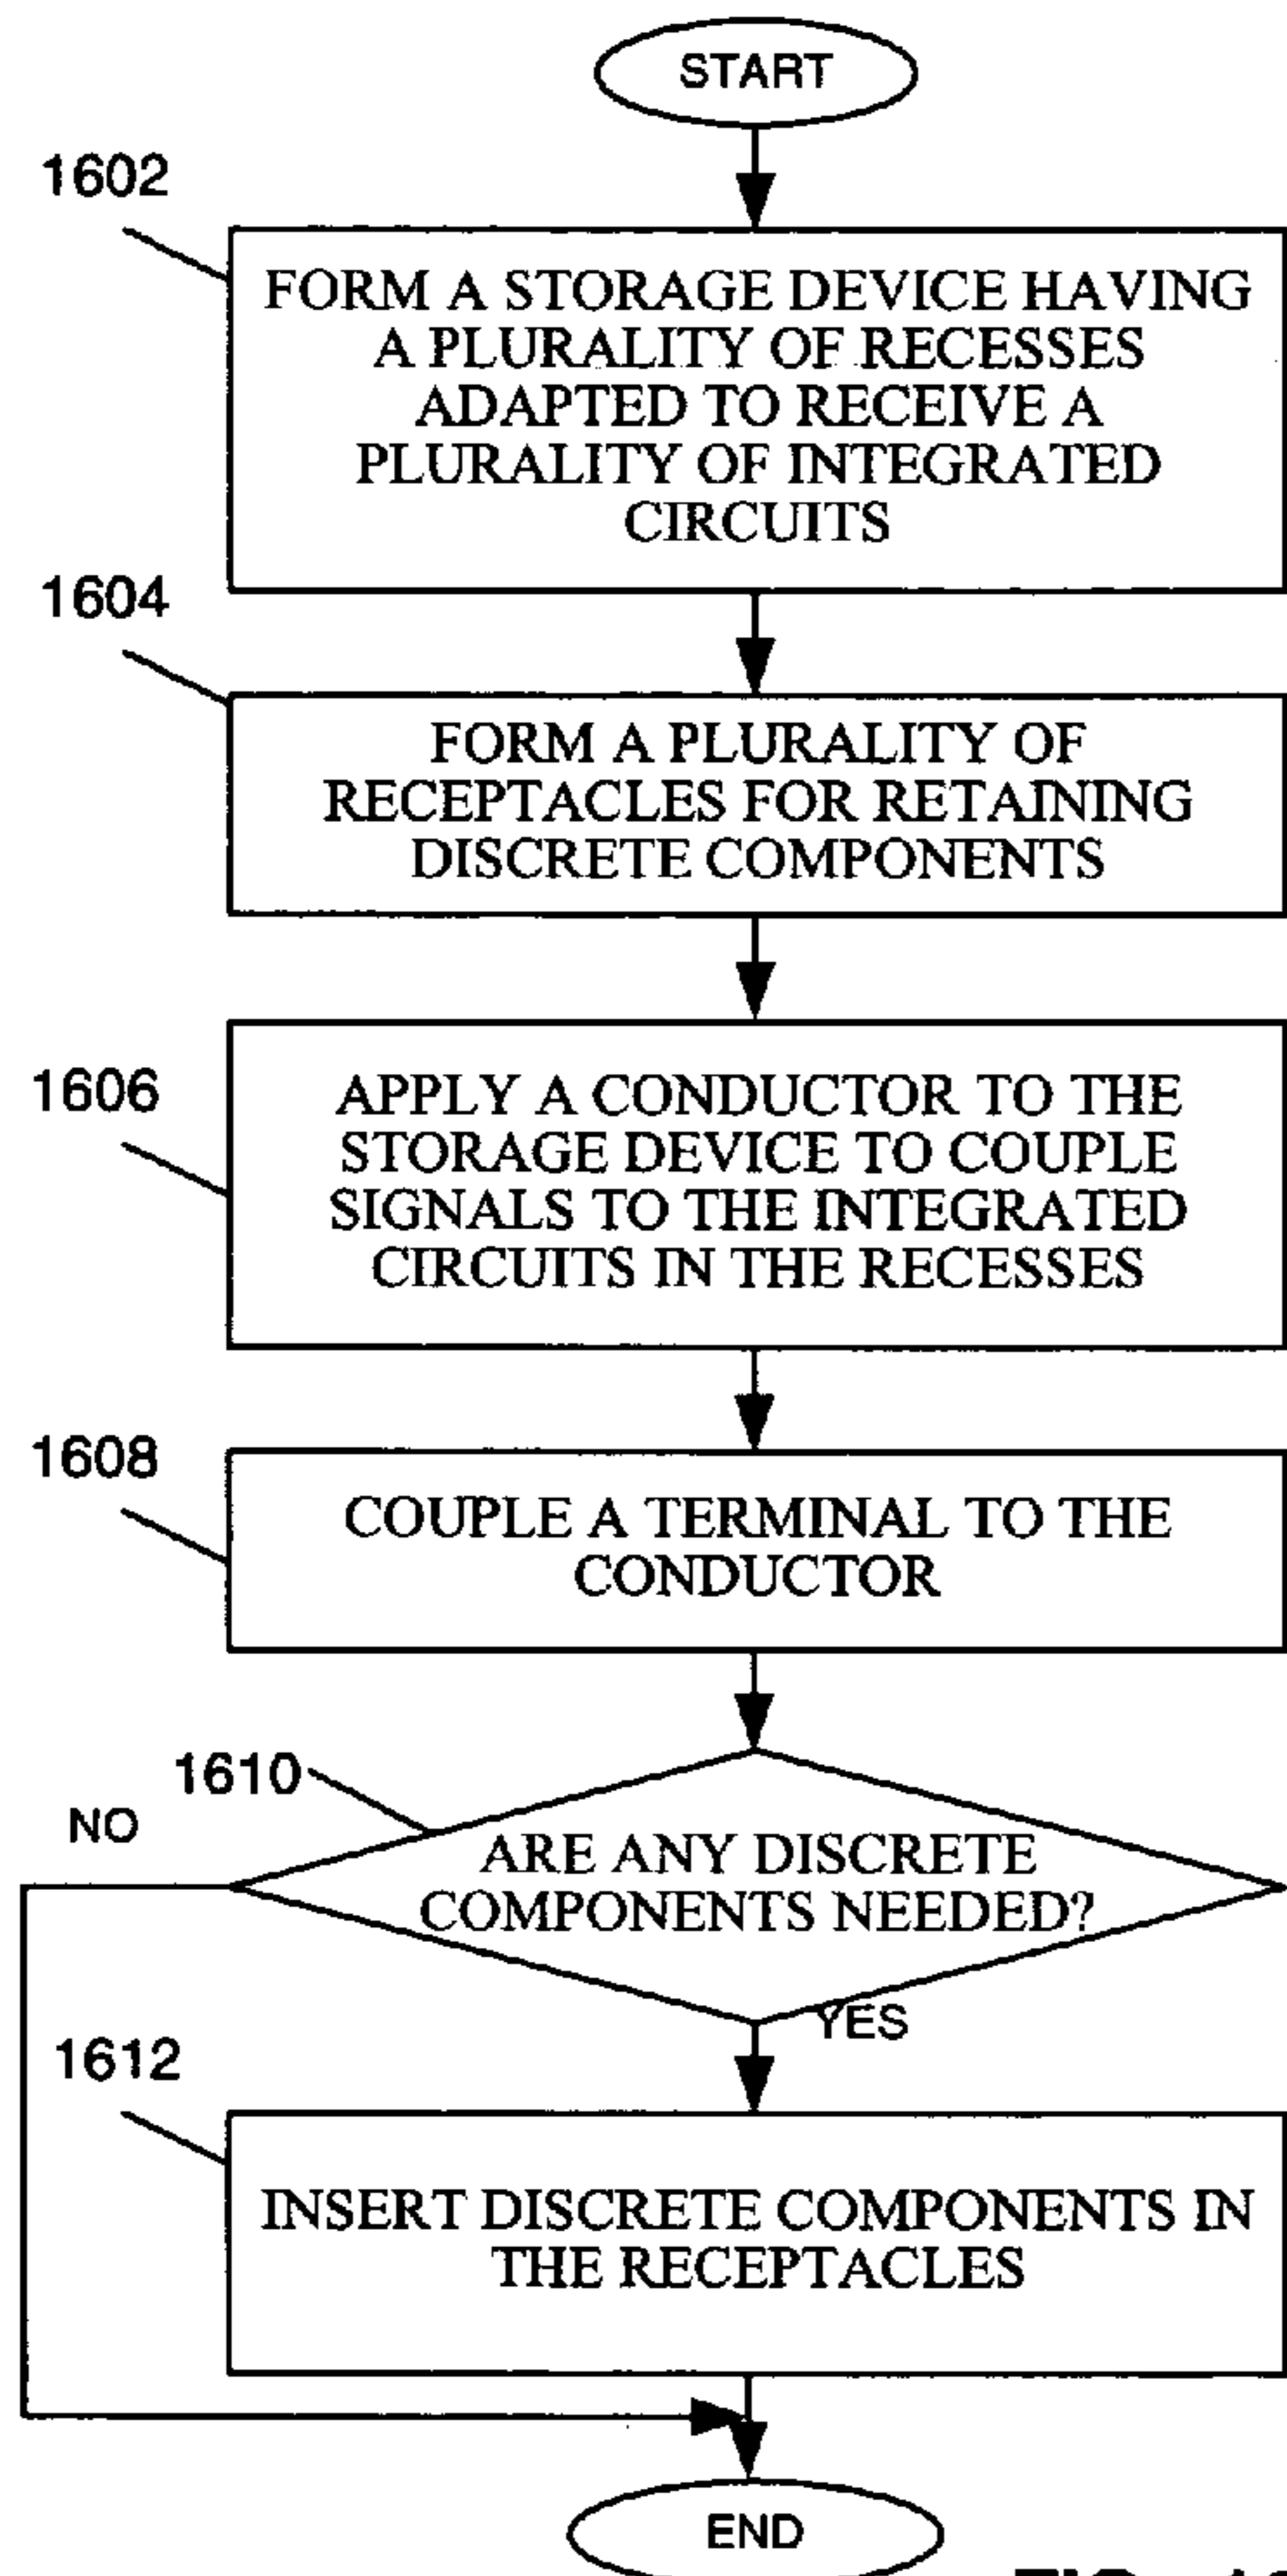 START
1602
FORM A STORAGE DEVICE HAVING
A PLURALITY OF RECESSES
ADAPTED TO RECEIVE A
PLURALITY OF INTEGRATED
CIRCUITS
1604
FORM A PLURALITY OF
RECEPTACLES FOR RETAINING
DISCRETE COMPONENTS
1606
APPLY A CONDUCTOR TO THE
STORAGE DEVICE TO COUPLE
SIGNALS TO THE INTEGRATED
CIRCUITS IN THE RECESSES
1608
COUPLE A TERMINAL TO THE
CONDUCTOR
1610
NO
ARE ANY DISCRETE
COMPONENTS NEEDED?
YES
1612
INSERT DISCRETE COMPONENTS IN
THE RECEPTACLES
END